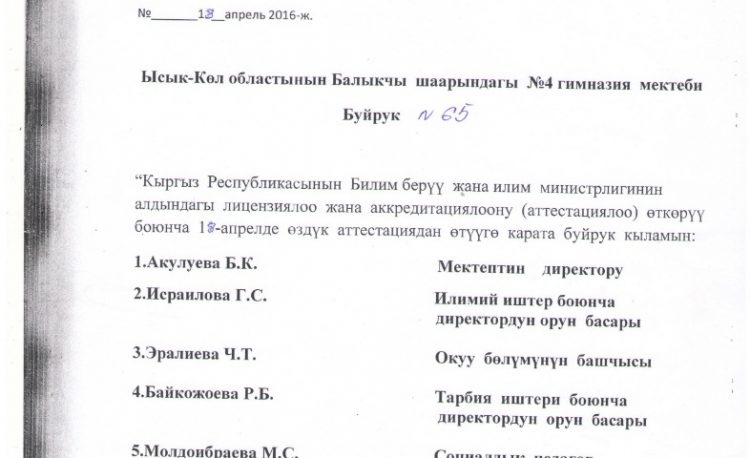 №_______18__апрель 2016-ж.
Ысык-Көл областынын Балыкчы шаарындагы №4 гимназия мектеби
Буйрук N 65
“Кыргыз Республикасынын Билим берүү жана илим министрлигинин
алдындагы лицензиялоо жана аккредитациялоону (аттестациялоо) өткөрүү
боюнча 18-апрелде өздүк аттестациядан өтүүгө карата буйрук кыламын:
1.Акулуева Б.К. Мектептин директору
2.Исраилова Г.С. Илимий иштер боюнча
директордун орун басары
3.Эралиева Ч.Т. Окуу бөлүмүнүн башчысы
4.Байкожоева Р.Б. Тарбия иштери боюнча
директордун орун басары
5.Молдоибраева М.С. Социалдык педагог